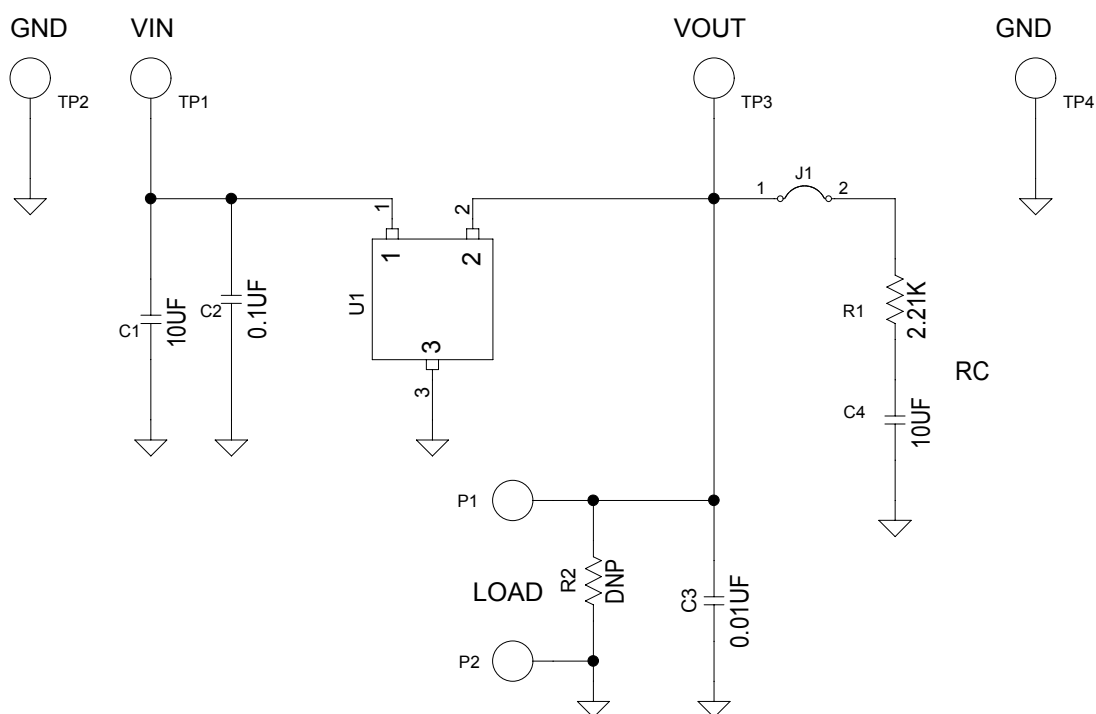 GND
VIN
VOUT
GND
TP2
TP1
TP3
TP4
1
J1
2
1
2
1
2
U1
3
3
C1
10UF
C2
0.1UF
R1
2.21K
RC
C4
10UF
P1
LOAD
R2
DNP
C3
0.01UF
P2